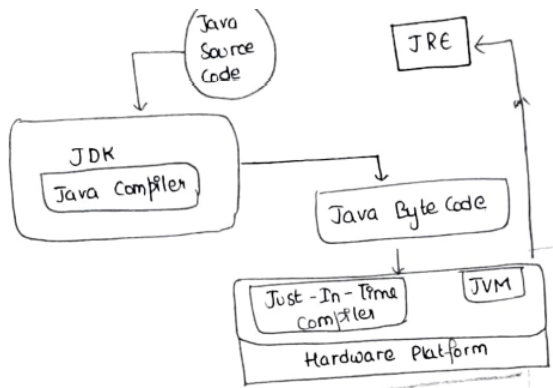 Java
Source
Code
JRE
JDK
Java Compiler
Java Byte Code
Just-In-Time
Compiler
JVM
Hardware Platform